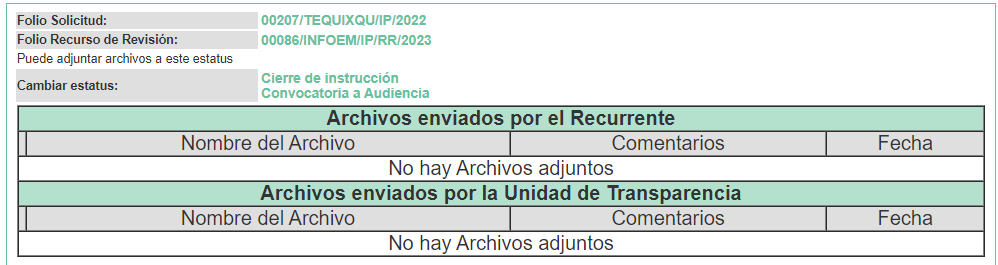 Folio Solicitud: 00207/TEQUIXQU/IP/2022
Folio Recurso de Revisión: 00086/INFOEM/IP/RR/2023
Puede adjuntar archivos a este estatus
Cambiar estatus: Cierre de instrucción
Convocatoria a Audiencia
Archivos enviados por el Recurrente
Nombre del Archivo Comentarios Fecha
No hay Archivos adjuntos
Archivos enviados por la Unidad de Transparencia
Nombre del Archivo Comentarios Fecha
No hay Archivos adjuntos